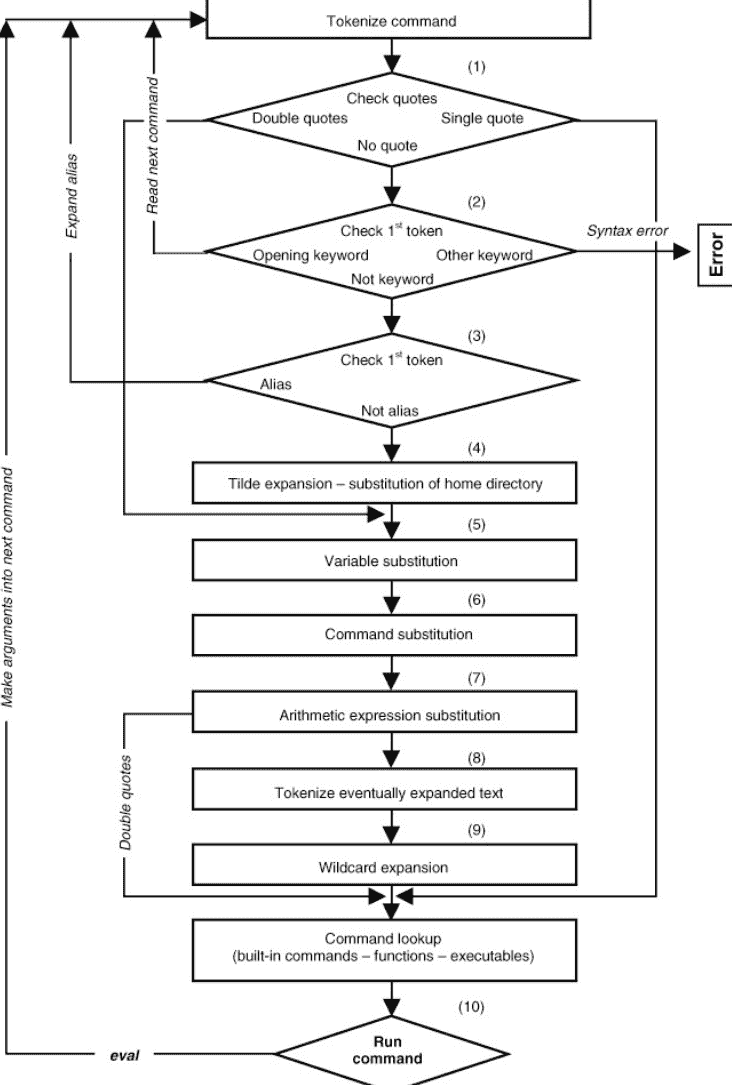 Tokenize command
(1)
Check quotes
Double quotes
Single quote
No quote
(2)
Check 1st token
Opening keyword
Other keyword
Not keyword
Syntax error
Error
Read next command
Expand alias
(3)
Check 1st token
Alias
Not alias
(4)
Tilde expansion – substitution of home directory
(5)
Variable substitution
(6)
Command substitution
(7)
Arithmetic expression substitution
Double quotes
(8)
Tokenize eventually expanded text
(9)
Wildcard expansion
Command lookup
(built-in commands – functions – executables)
(10)
Run
command
eval
Make arguments into next command